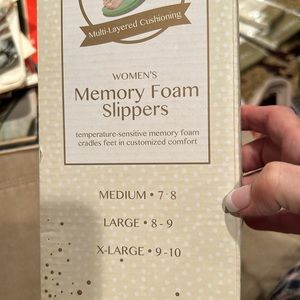 Multi-Layered Cushioning
WOMEN'S
Memory Foam
Slippers
temperature-sensitive memory foam
cradles feet in customized comfort
MEDIUM • 7 8
LARGE • 8 - 9
X-LARGE • 9 -10